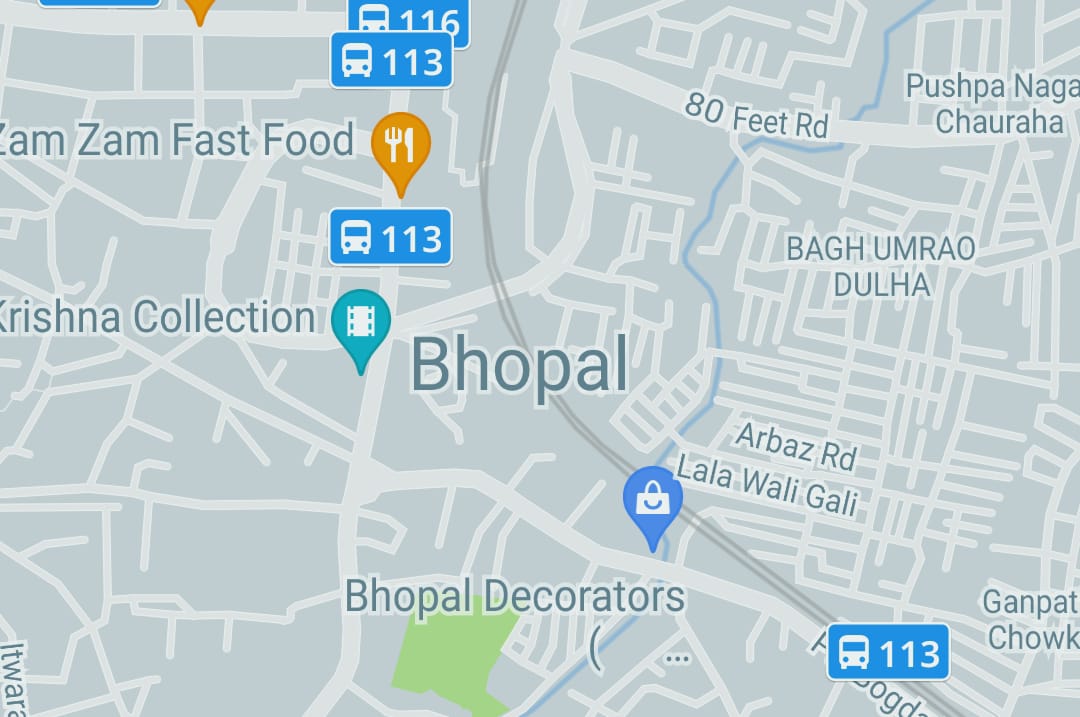 116
113
80 Feet Rd
Pushpa Naga
Chauraha
Zam Zam Fast Food
113
BAGH UMRAO
DULHA
Krishna Collection
Bhopal
Arbaz Rd
Lala Wali Gali
Bhopal Decorators
(
...
Ganpat
Chowk
113
Itwara